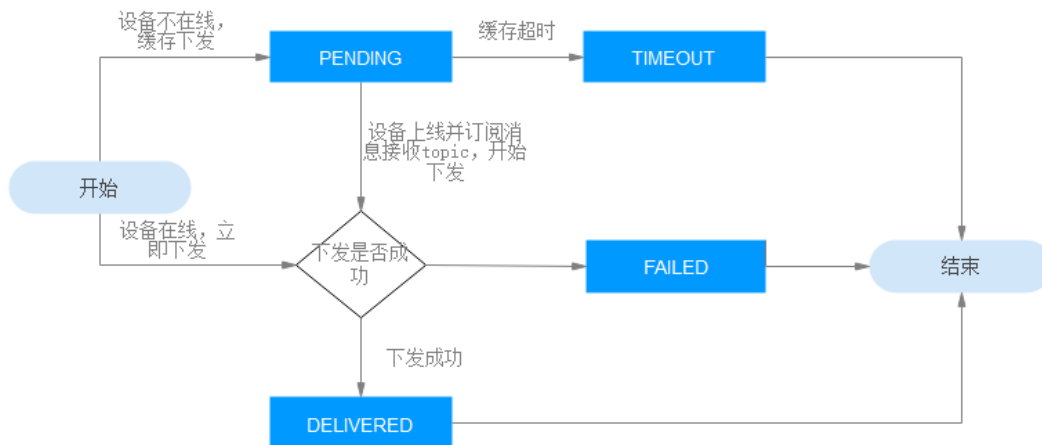 设备不在线，
缓存下发
PENDING
缓存超时
TIMEOUT
设备上线并订阅消
息接收topic，开始
下发
开始
设备在线，立
即下发
下发是否成
功
FAILED
结束
下发成功
DELIVERED